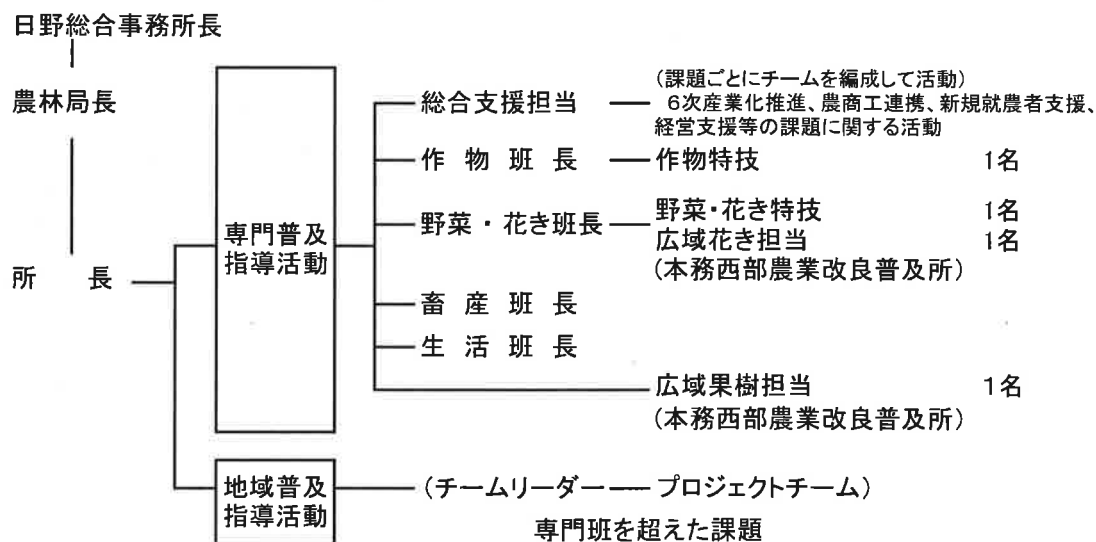 日野総合事務所長
農林局長
所　長
専門普及
指導活動
総合支援担当
(課題ごとにチームを編成して活動)
6次産業化推進、農商工連携、新規就農者支援、
経営支援等の課題に関する活動
作 物 班 長
作物特技 1名
野菜・花き班長
野菜・花き特技 1名
広域花き担当 1名
(本務西部農業改良普及所)
畜 産 班 長
生 活 班 長
広域果樹担当 1名
(本務西部農業改良普及所)
地域普及
指導活動
(チームリーダー プロジェクトチーム)
専門班を超えた課題